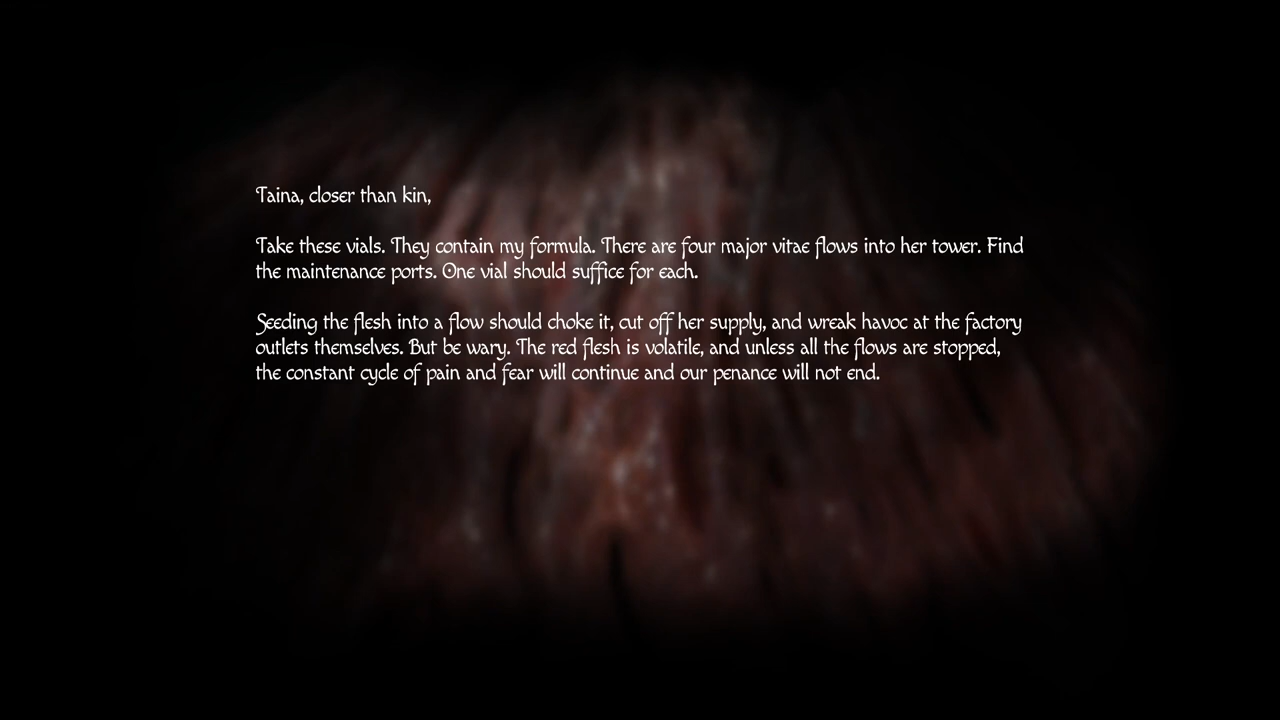 Taina, closer than kin,
Take these vials. They contain my formula. There are four major vitae flows into her tower. Find
the maintenance ports. One vial should suffice for each.
Seeding the flesh into a flow should choke it, cut off her supply, and wreak havoc at the factory
outlets themselves. But be wary. The red flesh is volatile, and unless all the flows are stopped,
the constant cycle of pain and fear will continue and our penance will not end.